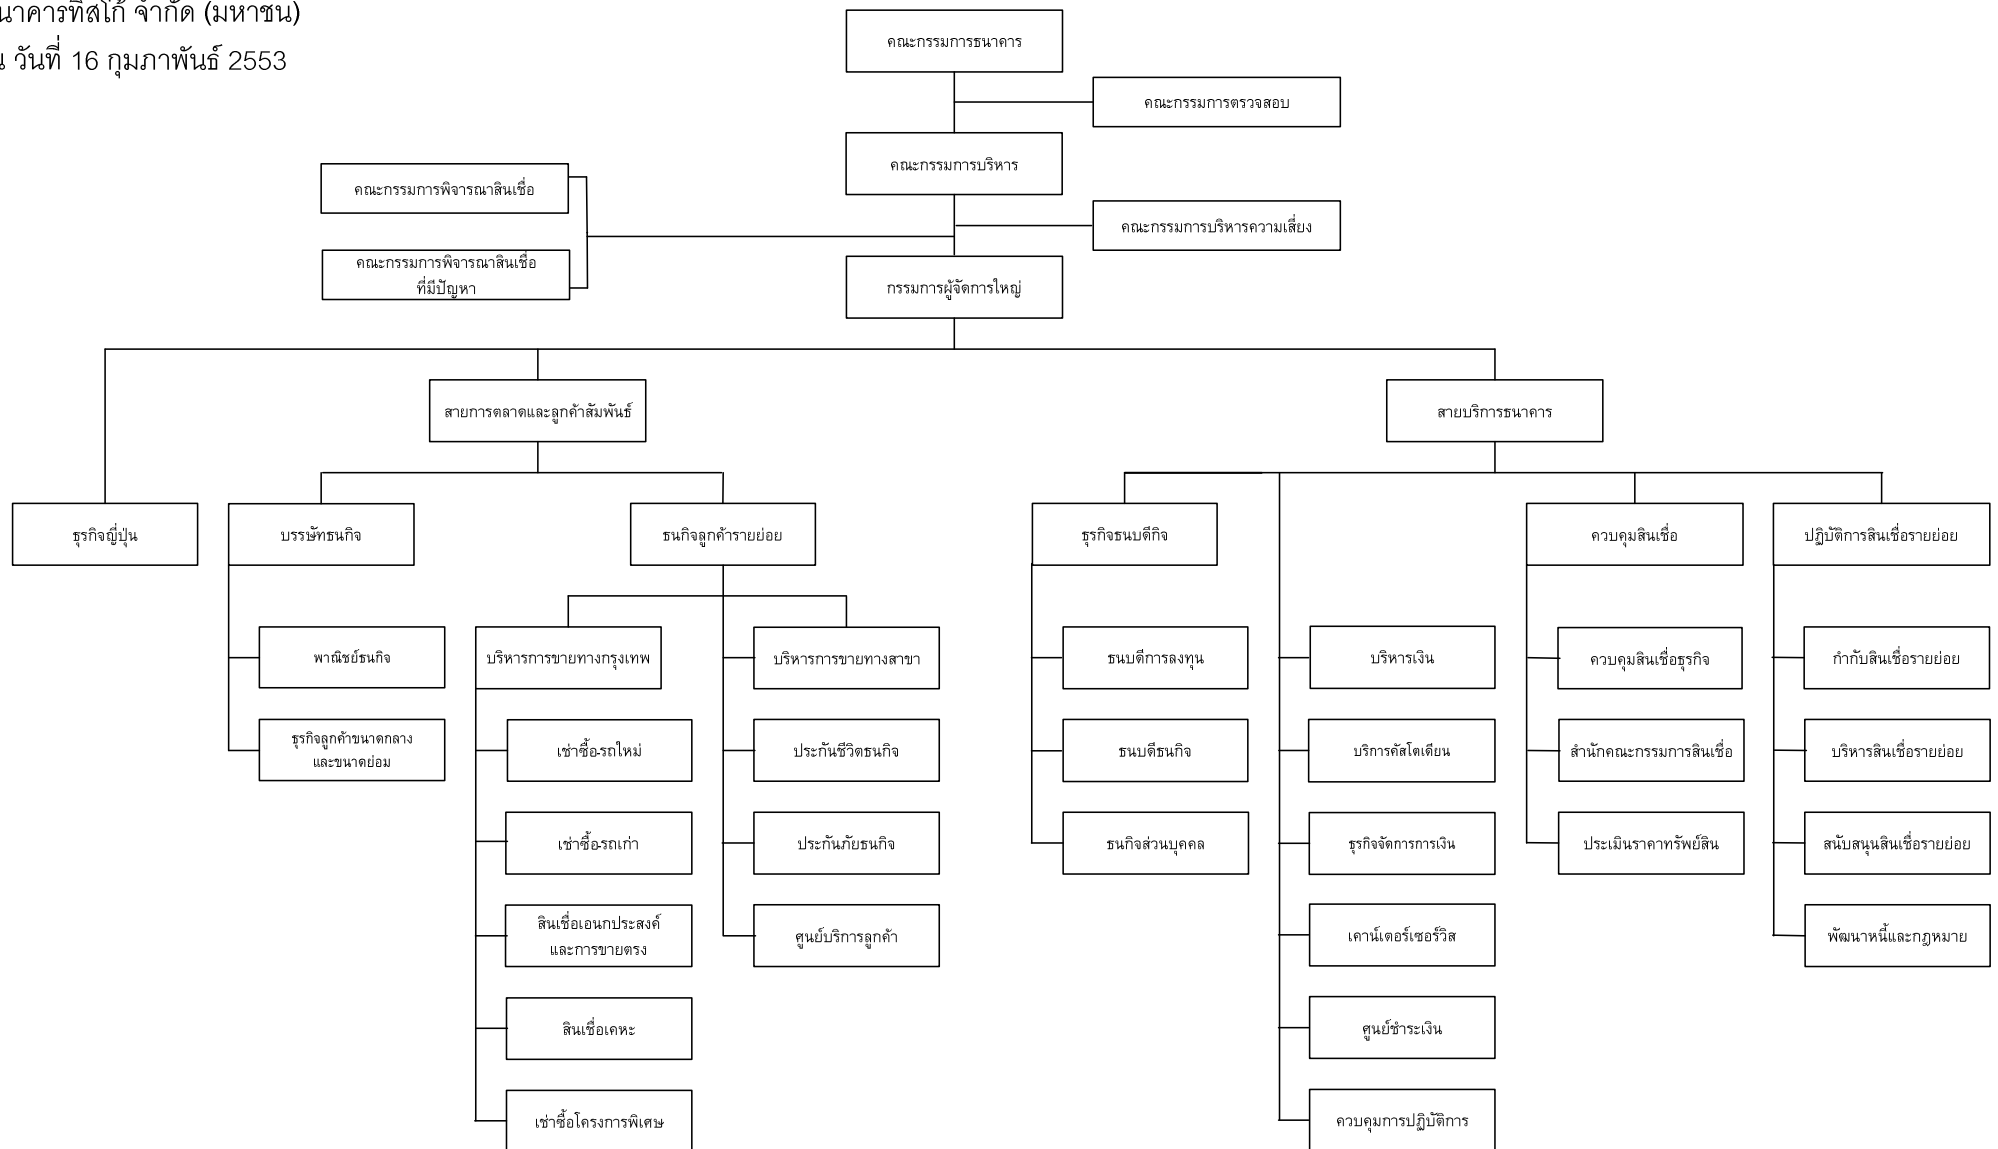 นาคารทิสโก้ จำกัด (มหาชน)
วันที่ 16 กุมภาพันธ์ 2553
คณะกรรมการธนาคาร
คณะกรรมการตรวจสอบ
คณะกรรมการบริหาร
คณะกรรมการพิจารณาสินเชื่อ
คณะกรรมการบริหารความเสี่ยง
คณะกรรมการพิจารณาสินเชื่อ
ที่มีปัญหา
กรรมการผู้จัดการใหญ่
สายการตลาดและลูกค้าสัมพันธ์
สายบริการธนาคาร
ธุรกิจญี่ปุ่น
บรรษัทธนกิจ
ธนกิจลูกค้ารายย่อย
ธุรกิจธนบดีกิจ
ควบคุมสินเชื่อ
ปฏิบัติการสินเชื่อรายย่อย
พาณิชย์ธนกิจ
บริหารการขายทางกรุงเทพ
บริหารการขายทางสาขา
ธนบดีการลงทุน
บริหารเงิน
ควบคุมสินเชื่อธุรกิจ
กำกับสินเชื่อรายย่อย
ธุรกิจลูกค้าขนาดกลาง
และขนาดย่อม
เช่าซื้อ-รถใหม่
ประกันชีวิตธนกิจ
ธนบดีธนกิจ
บริการคัสโตเดียน
สำนักคณะกรรมการสินเชื่อ
บริหารสินเชื่อรายย่อย
เช่าซื้อ-รถเก่า
ประกันภัยธนกิจ
ธนกิจส่วนบุคคล
ธุรกิจจัดการการเงิน
ประเมินราคาทรัพย์สิน
สนับสนุนสินเชื่อรายย่อย
สินเชื่อเอนกประสงค์
และการขายตรง
ศูนย์บริการลูกค้า
เคาน์เตอร์เซอร์วิส
พัฒนาหนี้และกฎหมาย
สินเชื่อเคหะ
ศูนย์ชำระเงิน
เช่าซื้อโครงการพิเศษ
ควบคุมการปฏิบัติการ